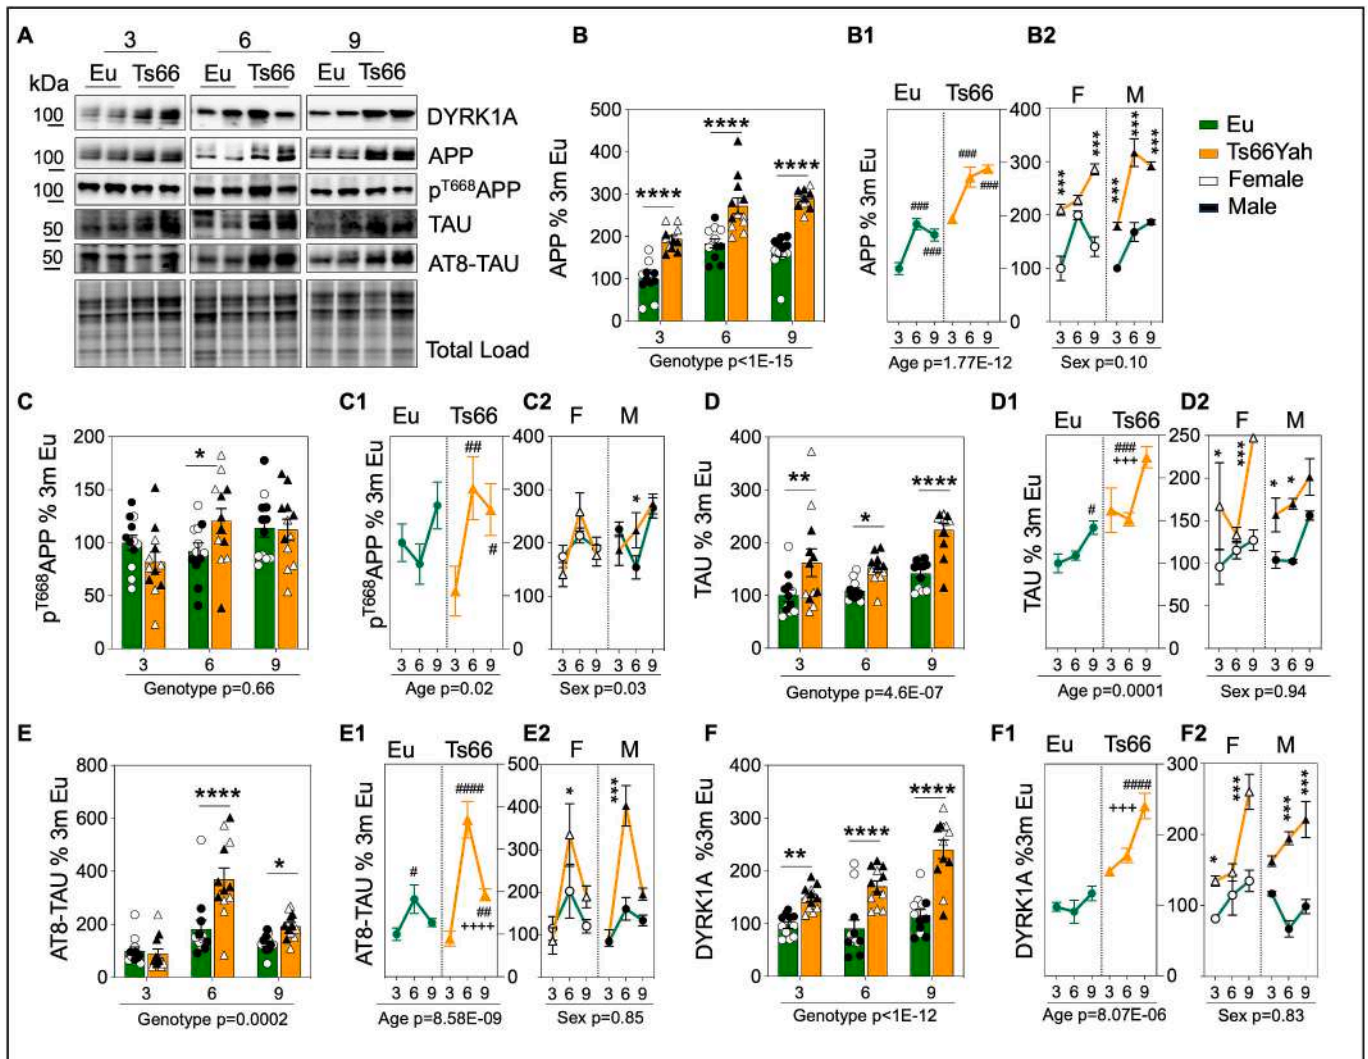 A
3 6 9
Eu Ts66 Eu Ts66 Eu Ts66
kDa
100 DYRK1A
100 APP
100 pT668APP
50 TAU
50 AT8-TAU
Total Load
B
APP % 3m Eu
500
400
300
200
100
0
**** **** ****
3 6 9
Genotype p<1E-15
B1
Eu Ts66
APP % 3m Eu
###
###
###
###
3 6 9 3 6 9
Age p=1.77E-12
B2
F M
400
300
200
100
0
*** *** *** **** ***
3 6 9 3 6 9
Sex p=0.10
Eu
Ts66Yah
Female
Male
C
pT668APP % 3m Eu
200
150
100
50
0
*
3 6 9
Genotype p=0.66
C1
Eu Ts66
pT668APP % 3m Eu
##
#
3 6 9 3 6 9
Age p=0.02
C2
F M
400
300
200
100
0
*
3 6 9 3 6 9
Sex p=0.03
D
TAU % 3m Eu
400
300
200
100
0
** * ****
3 6 9
Genotype p=4.6E-07
D1
Eu Ts66
TAU % 3m Eu
###
+++
#
3 6 9 3 6 9
Age p=0.0001
D2
F M
250
200
150
100
50
0
* *** * *
3 6 9 3 6 9
Sex p=0.94
E
AT8-TAU % 3m Eu
800
600
400
200
0
**** *
3 6 9
Genotype p=0.0002
E1
Eu Ts66
AT8-TAU % 3m Eu
####
#
##
++++
3 6 9 3 6 9
Age p=8.58E-09
E2
F M
500
400
300
200
100
0
* ***
3 6 9 3 6 9
Sex p=0.85
F
DYRK1A %3m Eu
400
300
200
100
0
** **** ****
3 6 9
Genotype p<1E-12
F1
Eu Ts66
DYRK1A %3m Eu
####
+++
3 6 9 3 6 9
Age p=8.07E-06
F2
F M
300
200
100
0
* *** *** ***
3 6 9 3 6 9
Sex p=0.83